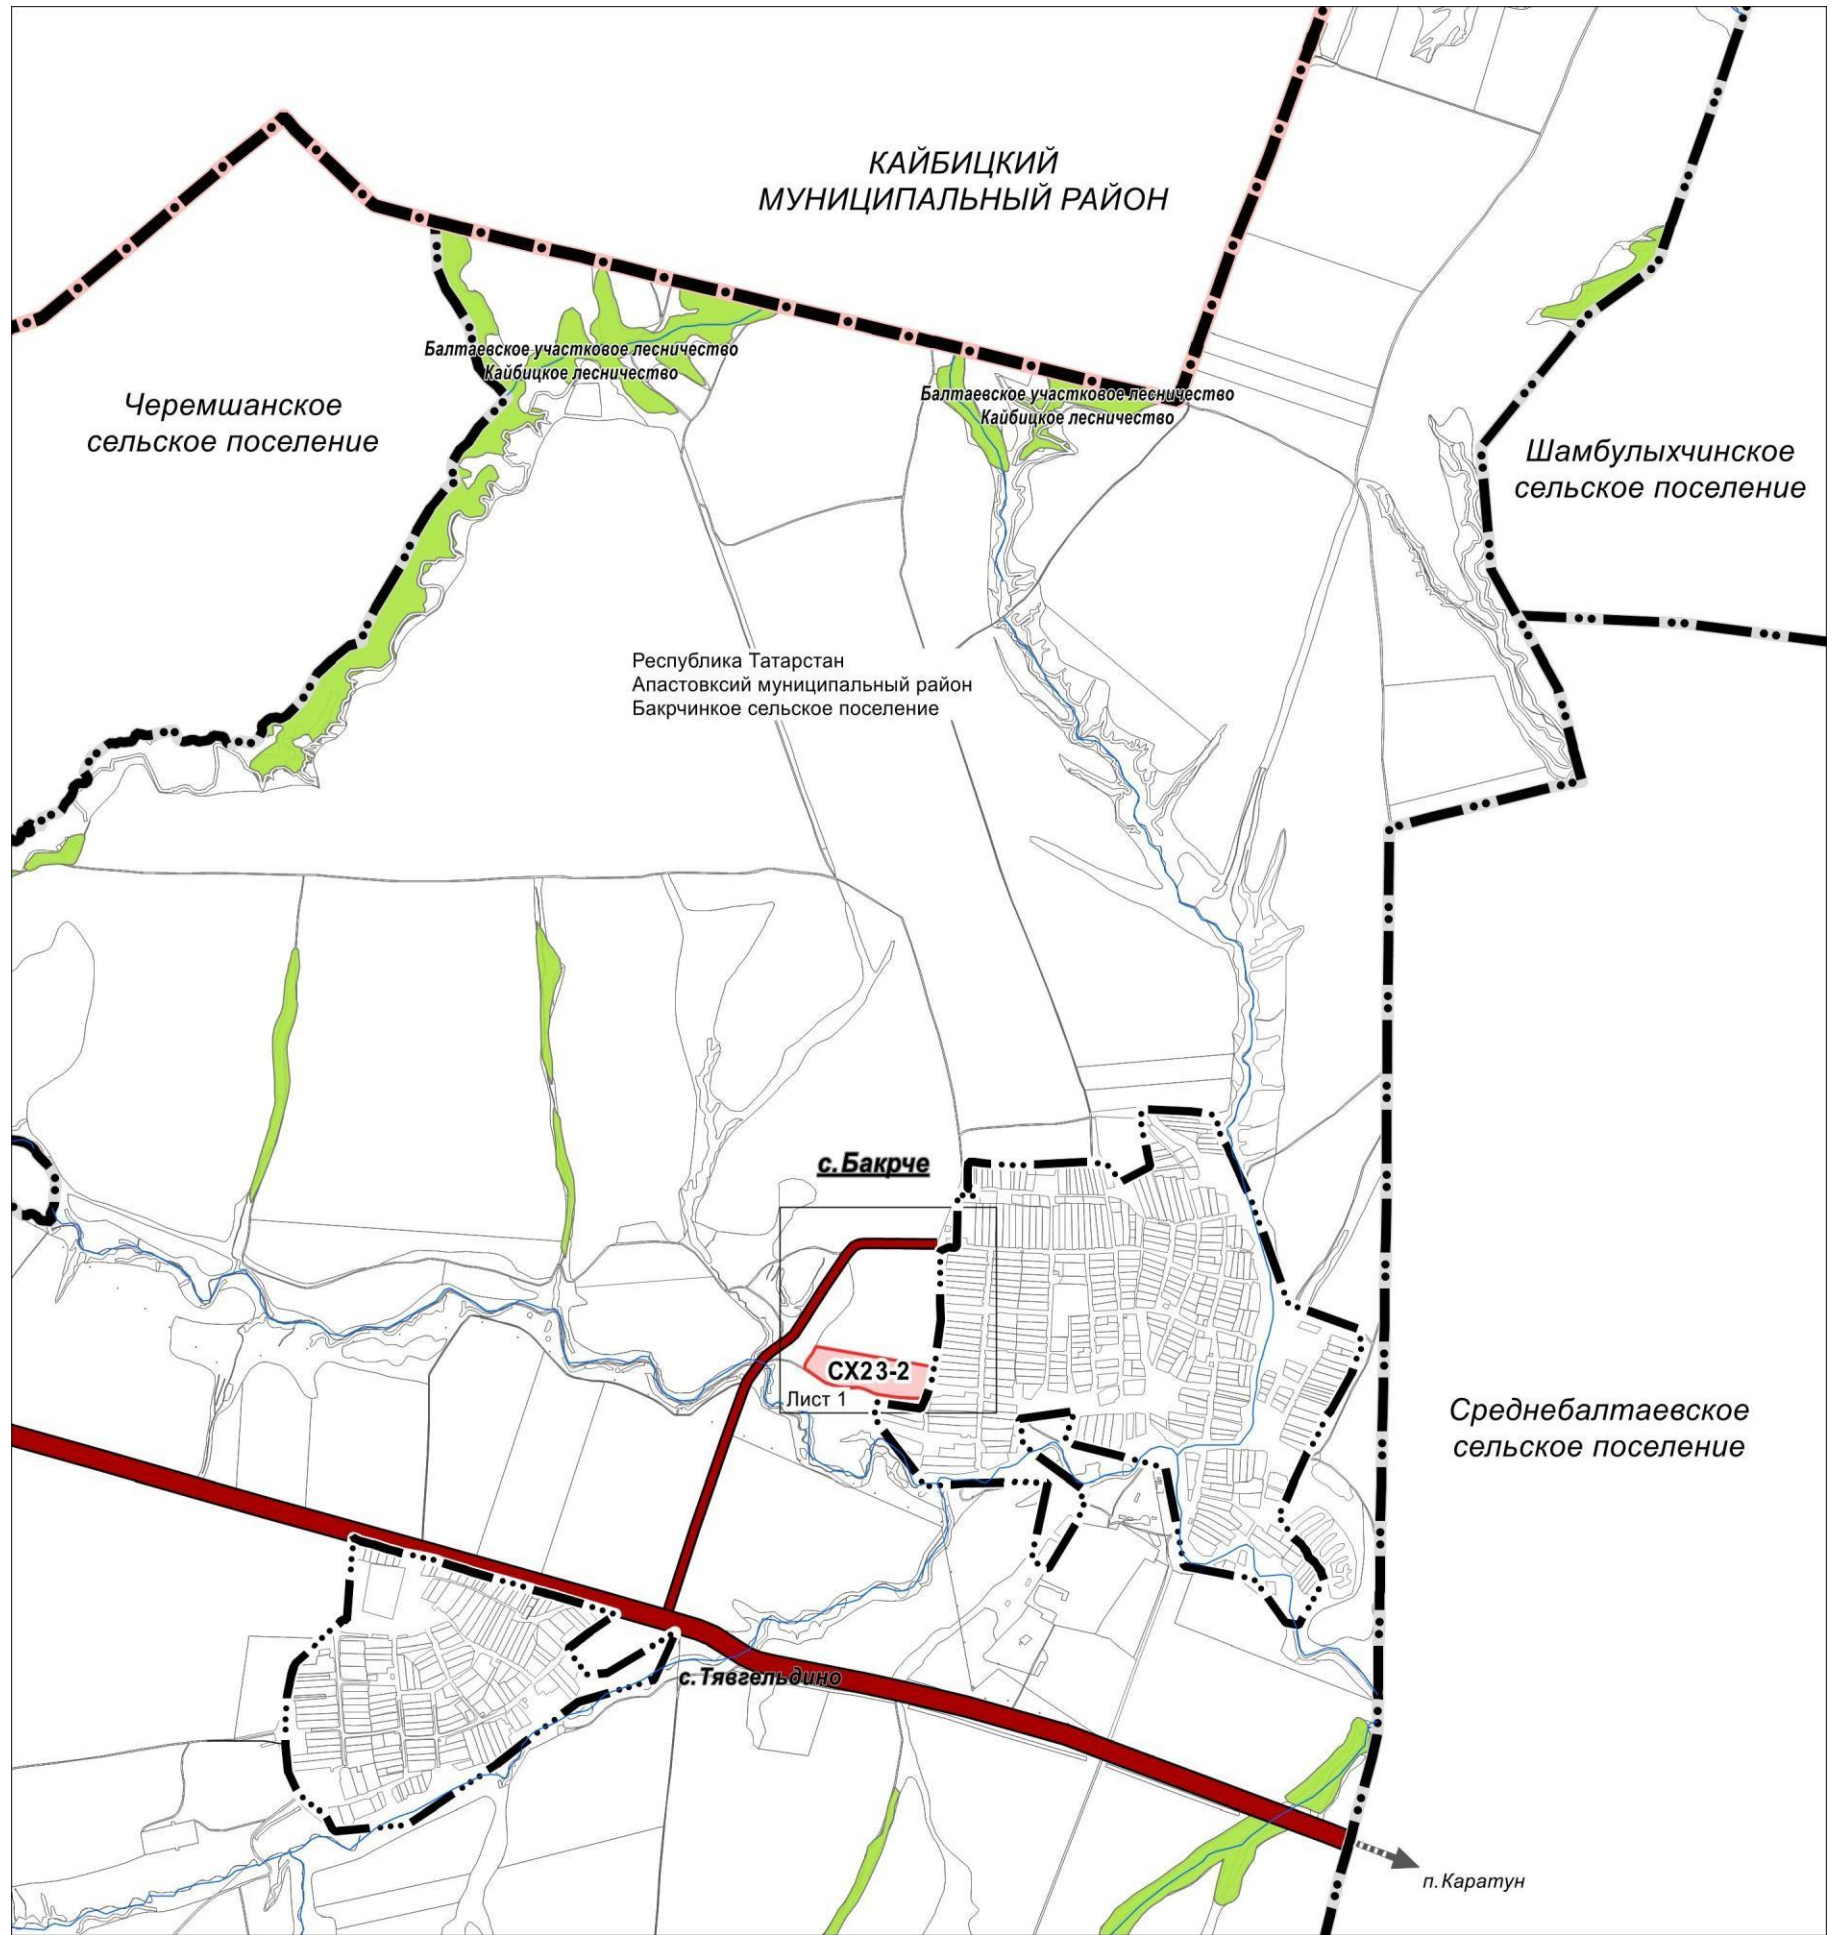 КАЙБИЦКИЙ
МУНИЦИПАЛЬНЫЙ РАЙОН
Балтаевское участковое лесничество
Кайбицкое лесничество
Балтаевское участковое лесничество
Кайбицкое лесничество
Черемшанское
сельское поселение
Шамбулыхчинское
сельское поселение
Республика Татарстан
Апастовксий муниципальный район
Бакрчинкое сельское поселение
с.Бакрче
СХ23-2
Лист 1
Среднебалтаевское
сельское поселение
с.Тявгельдино
п.Каратун